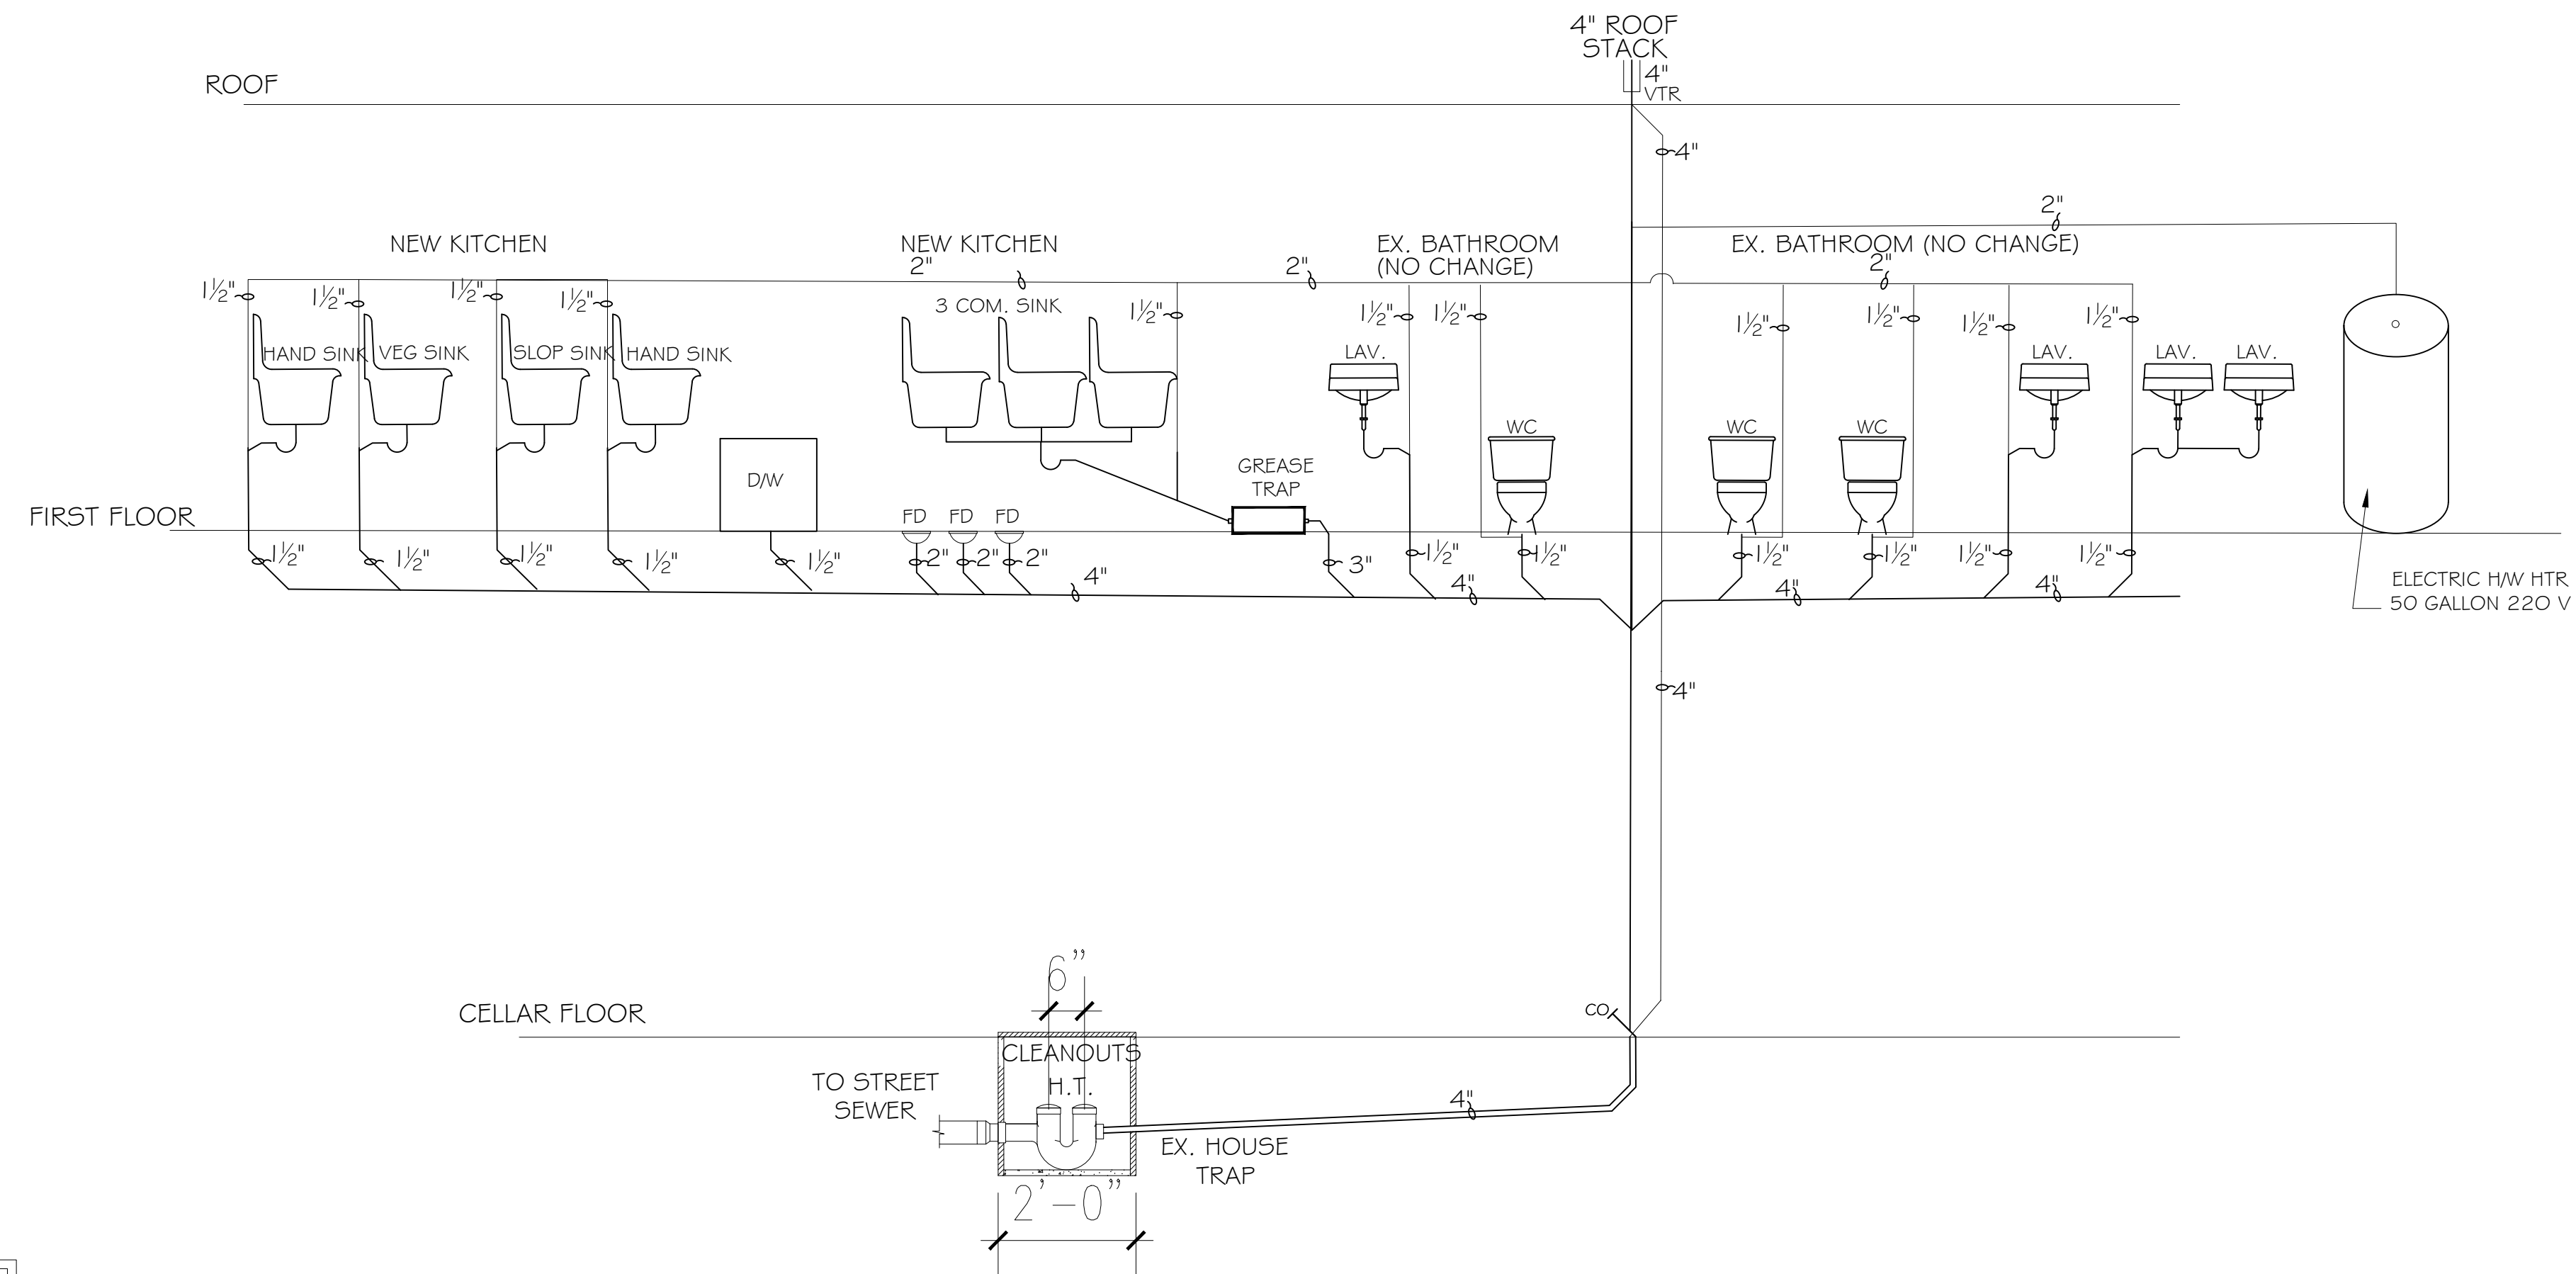 4" ROOF
STACK
4"
VTR
ROOF
4"
2"
NEW KITCHEN
NEW KITCHEN
EX. BATHROOM
(NO CHANGE)
EX. BATHROOM (NO CHANGE)
2"
2"
2"
1½"
1½"
1½"
1½"
3 COM. SINK
1½"
1½"
1½"
1½"
1½"
1½"
1½"
HAND SINK
VEG SINK
SLOP SINK
HAND SINK
LAV.
LAV.
LAV.
LAV.
WC
WC
WC
D/W
GREASE
TRAP
FIRST FLOOR
FD
FD
FD
1½"
1½"
1½"
1½"
1½"
2"
2"
2"
3"
1½"
1½"
1½"
1½"
1½"
1½"
4"
4"
4"
4"
ELECTRIC H/W HTR
50 GALLON 220 V
4"
6"
CELLAR FLOOR
CO
CLEANOUTS
H.T.
TO STREET
SEWER
4"
EX. HOUSE
TRAP
2'-0"